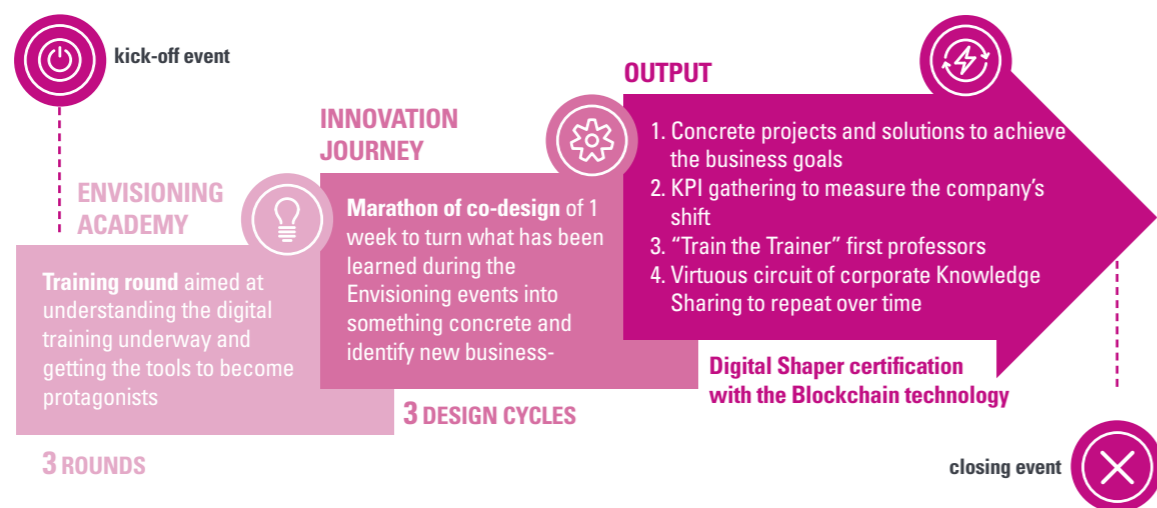 kick-off event
ENVISIONING
ACADEMY
Training round aimed at
understanding the digital
training underway and
getting the tools to become
protagonists
3 ROUNDS
INNOVATION
JOURNEY
Marathon of co-design of 1
week to turn what has been
learned during the
Envisioning events into
something concrete and
identify new business-
3 DESIGN CYCLES
OUTPUT
1. Concrete projects and solutions to achieve
the business goals
2. KPI gathering to measure the company’s
shift
3. “Train the Trainer” first professors
4. Virtuous circuit of corporate Knowledge
Sharing to repeat over time
Digital Shaper certification
with the Blockchain technology
closing event